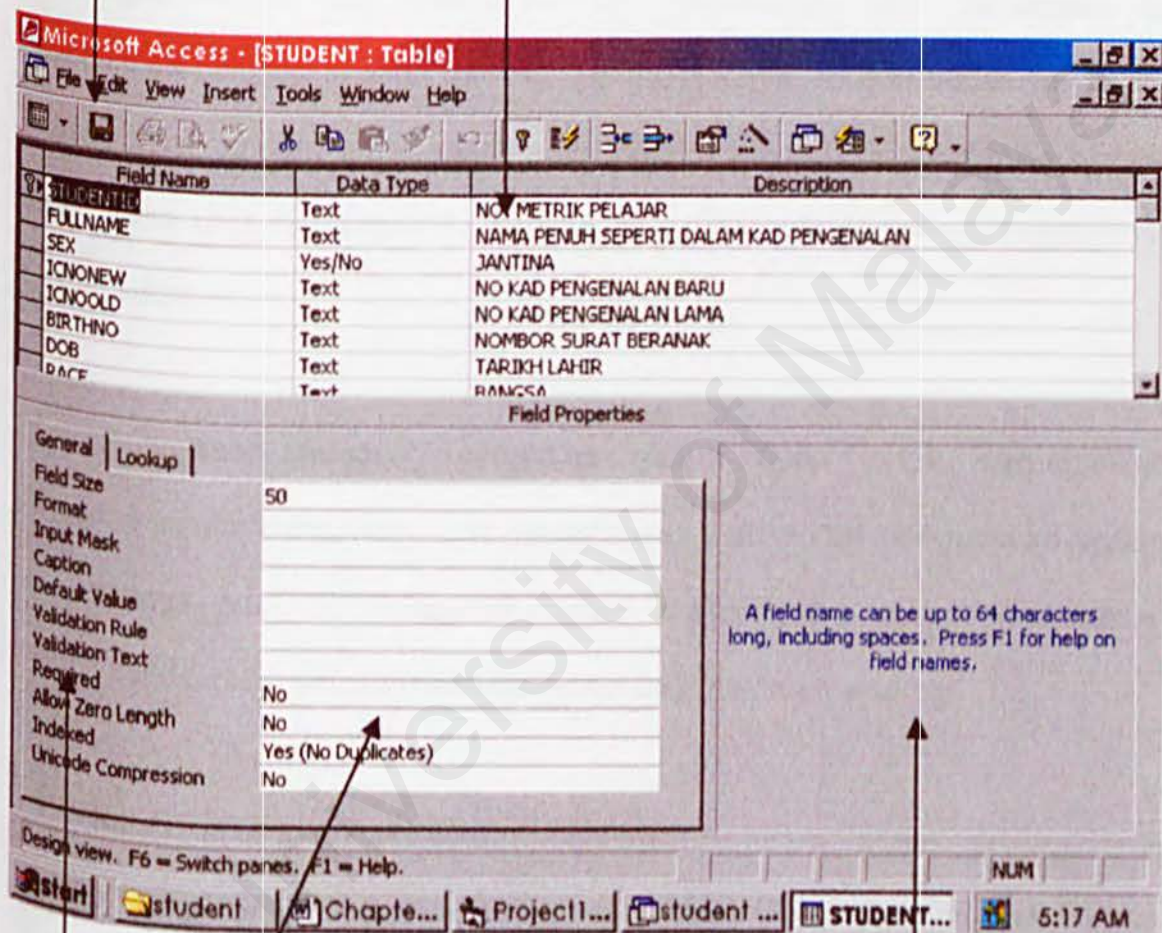 Microsoft Access - [STUDENT : Table]
File Edit View Insert Tools Window Help
Field Name Data Type Description
STUDENTID Text NO. METRIK PELAJAR
FULLNAME Text NAMA PENUH SEPERTI DALAM KAD PENGENALAN
SEX Yes/No JANTINA
ICNONEW Text NO KAD PENGENALAN BARU
ICNOOLD Text NO KAD PENGENALAN LAMA
BIRTHNO Text NOMBOR SURAT BERANAK
DOB Text TARIKH LAHIR
RACE Text BANGSA
Field Properties
General Lookup
Field Size 50
Format
Input Mask
Caption
Default Value
Validation Rule
Validation Text
Required No
Allow Zero Length No
Indexed Yes (No Duplicates)
Unicode Compression No
A field name can be up to 64 characters
long, including spaces. Press F1 for help on
field names.
Design view. F6 = Switch panes. F1 = Help. NUM
Start student Chapte... Project1... student ... STUDENT... 5:17 AM
University of Malaya